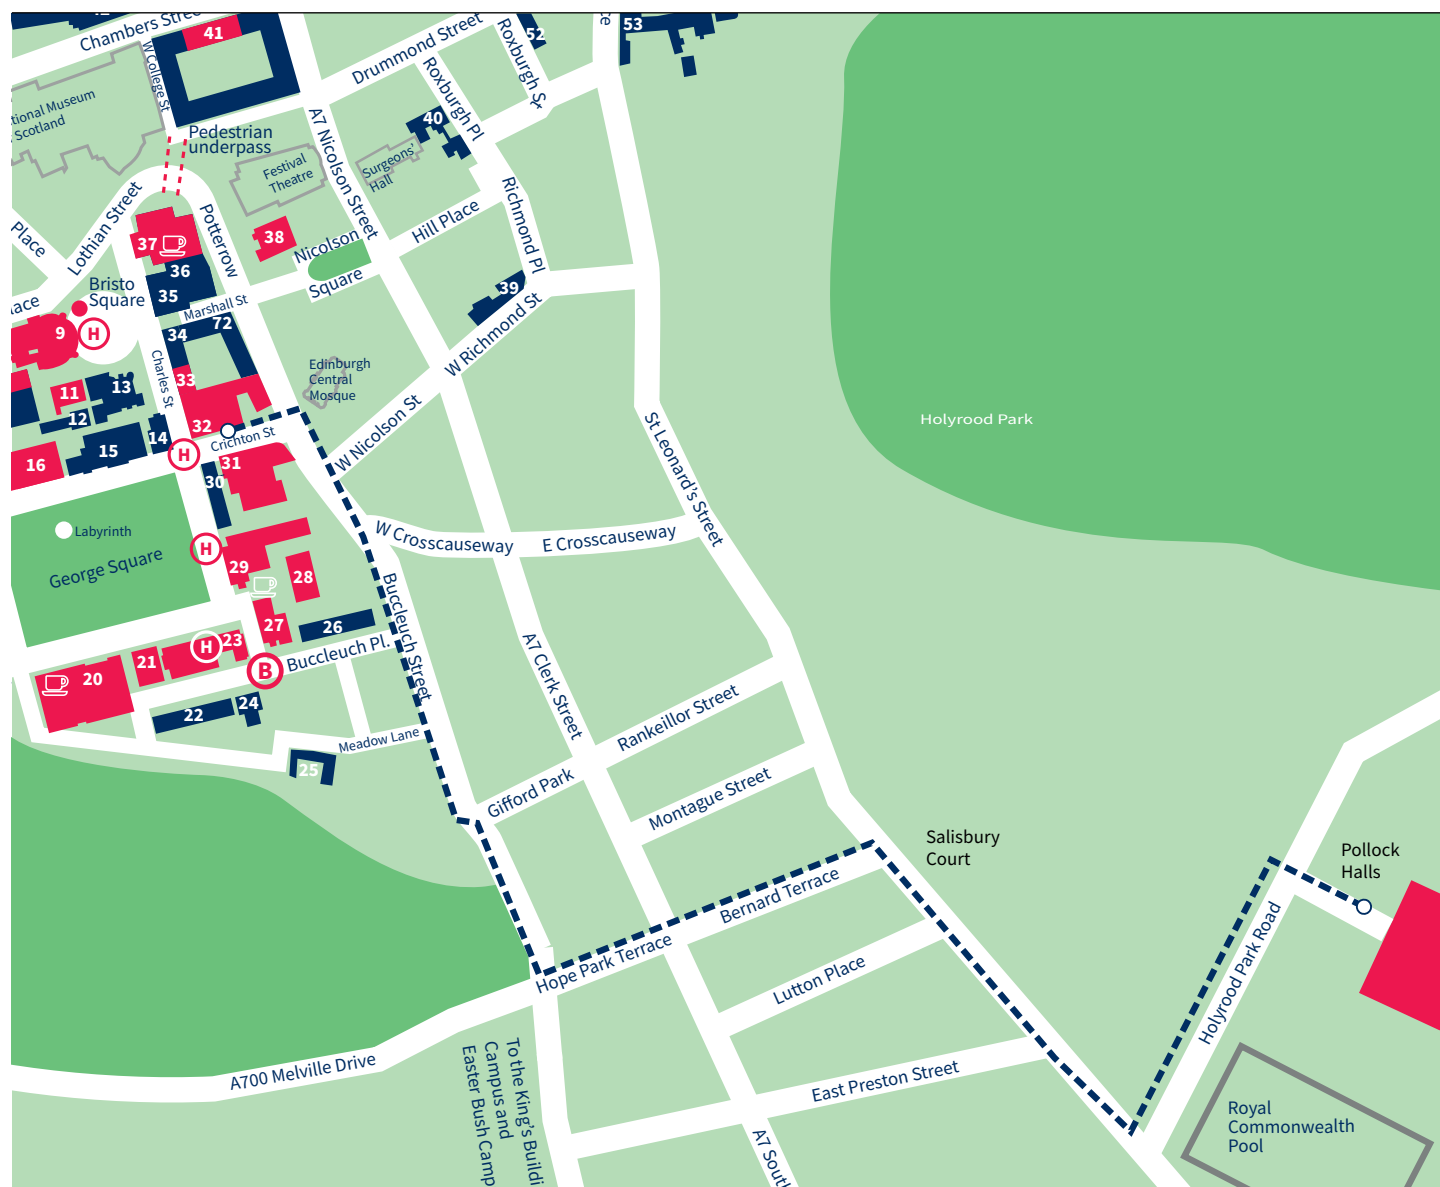 Chambers Street
W College St
41
Drummond Street
Roxburgh St
52
53
Roxburgh Pl
40
Scotland
Museum
Pedestrian
underpass
A7 Nicolson Street
Festival
Theatre
Surgeons'
Hall
Richmond Pl
Hill Place
Lothian Street
Potterrow
Place
37
38
Nicolson
Square
36
35
Bristo
Square
Marshall St
39
W Richmond St
9
H
34
72
Charles St
33
Edinburgh
Central
Mosque
11
13
12
14
15
16
32
Crichton St
H
31
30
W Nicolson St
St Leonard's Street
Holyrood Park
Labyrinth
George Square
H
29
28
W Crosscauseway
E Crosscauseway
27
26
Buccleuch Street
23
H
21
20
B
Buccleuch Pl.
22
24
25
Meadow Lane
A7 Clerk Street
Rankeillor Street
Gifford Park
Montague Street
Salisbury
Court
Pollock
Halls
Bernard Terrace
Hope Park Terrace
Lutton Place
Holyrood Park Road
A700 Melville Drive
To the King's
Campus and
Easter Bush
East Preston Street
A7
Royal
Commonwealth
Pool